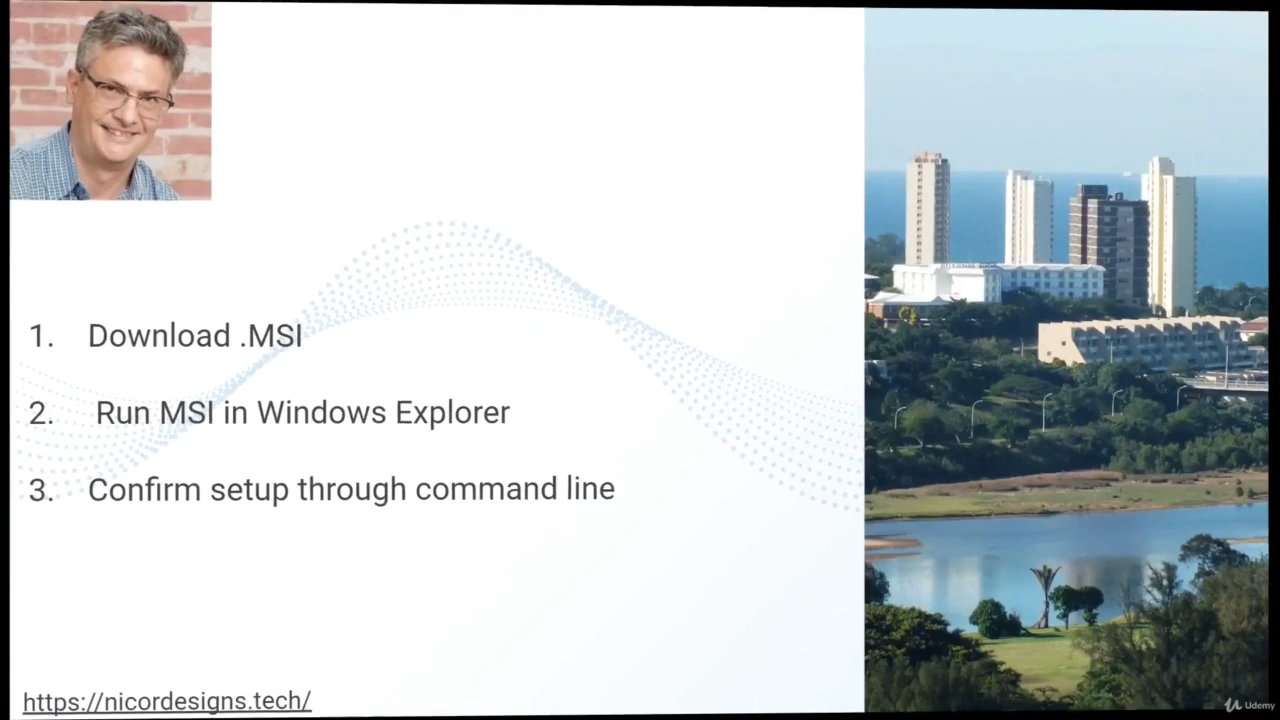 1. Download .MSI
2. Run MSI in Windows Explorer
3. Confirm setup through command line
https://nicordesigns.tech/
Udemy